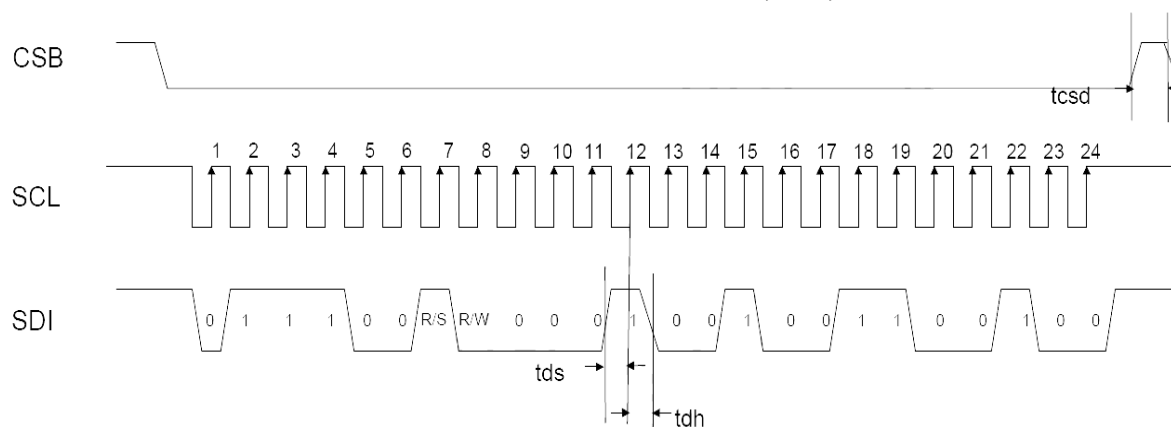 CSB
tcsd
1 2 3 4 5 6 7 8 9 10 11 12 13 14 15 16 17 18 19 20 21 22 23 24
SCL
SDI
0 1 1 1 0 0 R/S R/W 0 0 0 1 0 0 1 0 0 1 1 0 0 1 0 0
tds
tdh